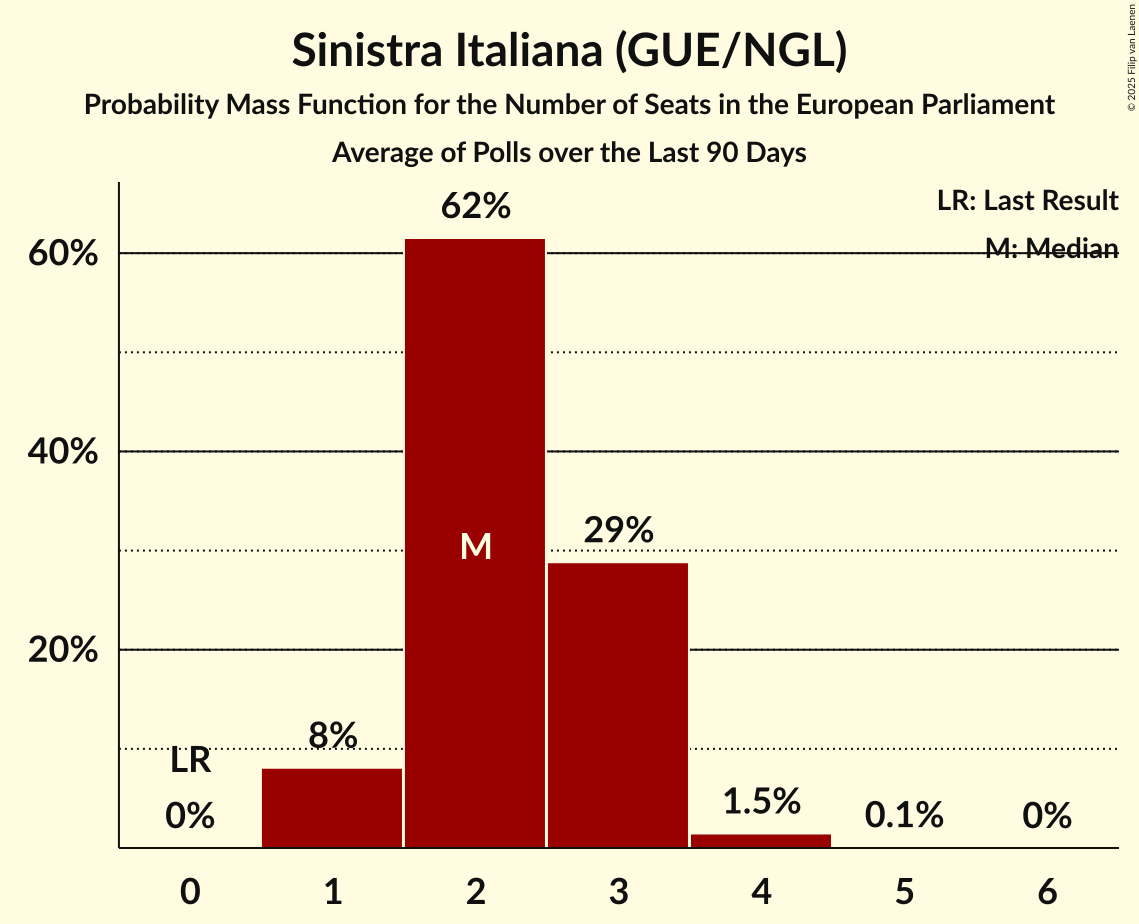 Sinistra Italiana (GUE/NGL)
Probability Mass Function for the Number of Seats in the European Parliament
Average of Polls over the Last 90 Days
© 2025 Filip van Laenen
LR: Last Result
M: Median
62%
60%
40%
29%
M
20%
8%
LR
0%
1.5%
0.1%
0%
0 1 2 3 4 5 6